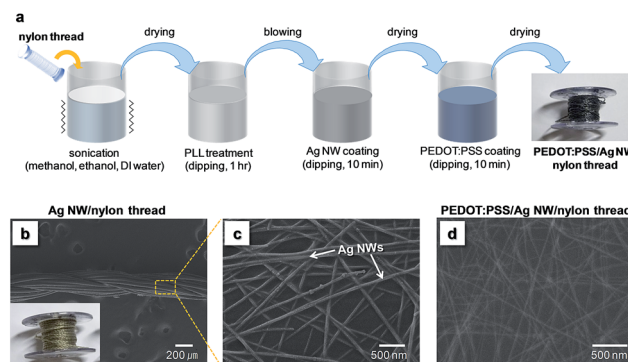 a
nylon thread
drying
blowing
drying
drying
sonication
(methanol, ethanol, DI water)
PLL treatment
(dipping, 1 hr)
Ag NW coating
(dipping, 10 min)
PEDOT:PSS coating
(dipping, 10 min)
PEDOT:PSS/Ag NW
nylon thread
Ag NW/nylon thread
PEDOT:PSS/Ag NW/nylon thread
b
200 μm
c
Ag NWs
500 nm
d
500 nm